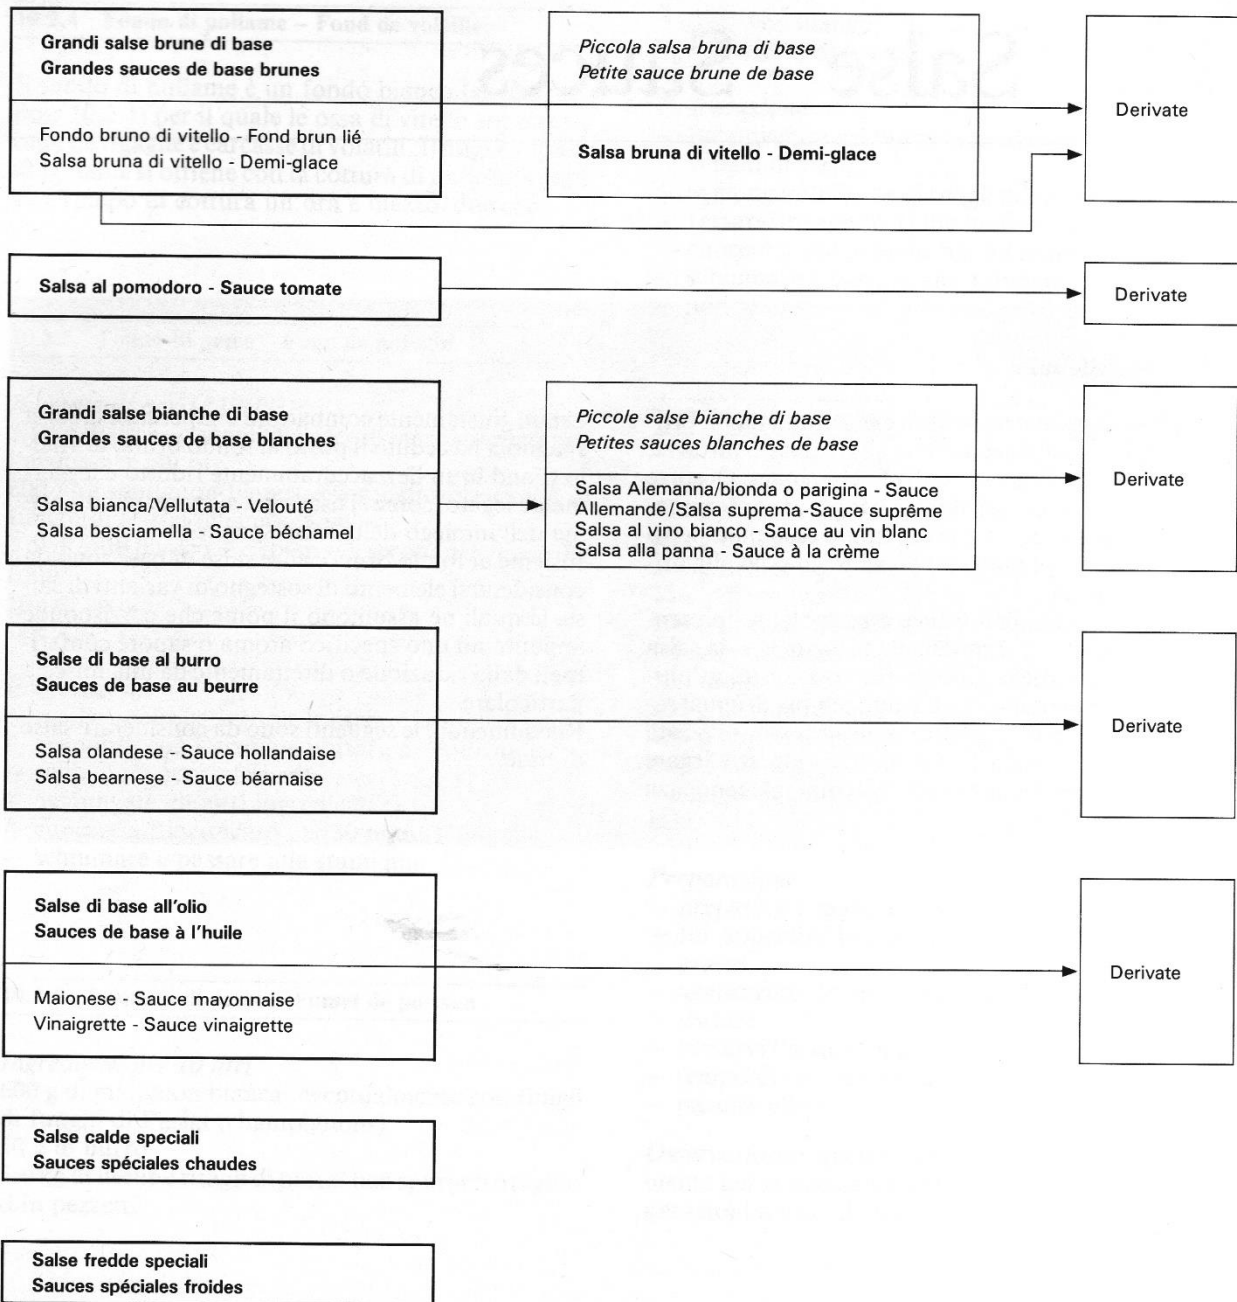 Grandi salse brune di base
Grandes sauces de base brunes
Fondo bruno di vitello - Fond brun lié
Salsa bruna di vitello - Demi-glace
Piccola salsa bruna di base
Petite sauce brune de base
Salsa bruna di vitello - Demi-glace
Derivate
Salsa al pomodoro - Sauce tomate
Derivate
Grandi salse bianche di base
Grandes sauces de base blanches
Salsa bianca/Vellutata - Velouté
Salsa besciamella - Sauce béchamel
Piccole salse bianche di base
Petites sauces blanches de base
Salsa Alemanna/bionda o parigina - Sauce
Allemande/Salsa suprema-Sauce suprême
Salsa al vino bianco - Sauce au vin blanc
Salsa alla panna - Sauce à la crème
Derivate
Salse di base al burro
Sauces de base au beurre
Salsa olandese - Sauce hollandaise
Salsa bearnese - Sauce béarnaise
Derivate
Salse di base all'olio
Sauces de base à l'huile
Maionese - Sauce mayonnaise
Vinaigrette - Sauce vinaigrette
Derivate
Salse calde speciali
Sauces spéciales chaudes
Salse fredde speciali
Sauces spéciales froides